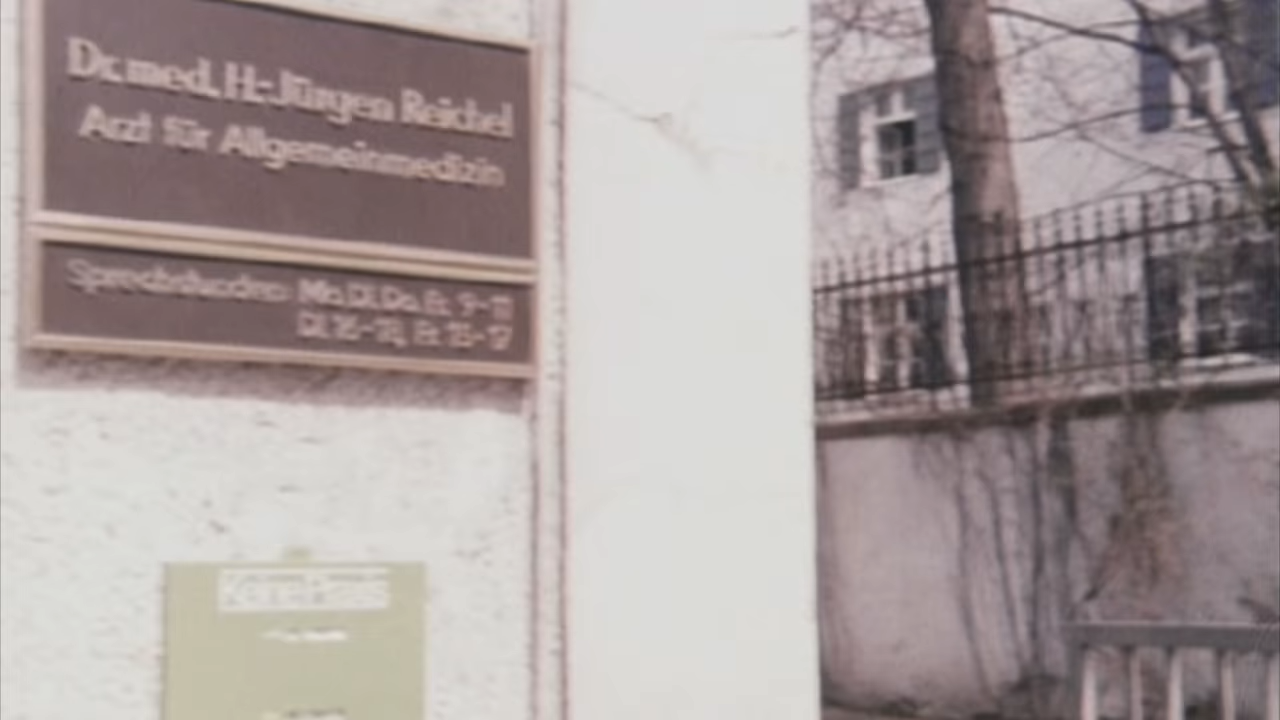 Dr. med. H.-Jürgen Reichel
Arzt für Allgemeinmedizin
Sprechstunden: Mo. Di. Do. Fr. 9-11
Di. 16-18, Fr. 15-17